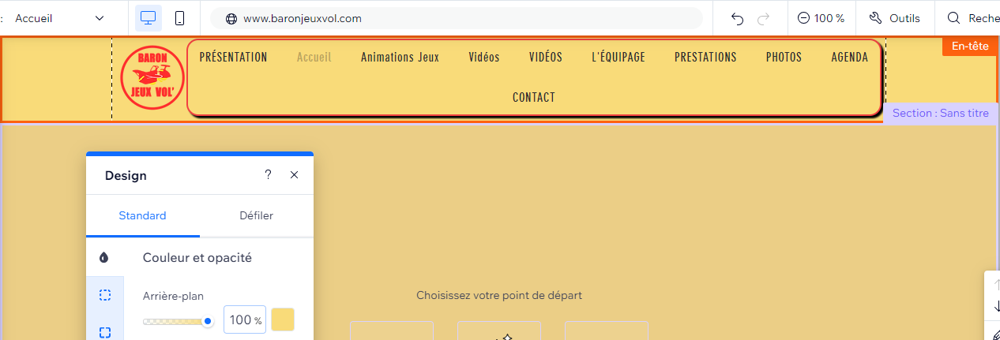 : Accueil www.baronjeuxvol.com 100 % Outils Reche
En-tête
BARON
JEUX VOL'
PRÉSENTATION Accueil Animations Jeux Vidéos VIDÉOS L'ÉQUIPAGE PRESTATIONS PHOTOS AGENDA
CONTACT
Section : Sans titre
Design ?
Standard Défiler
Couleur et opacité
Arrière-plan
100 %
Choisissez votre point de départ